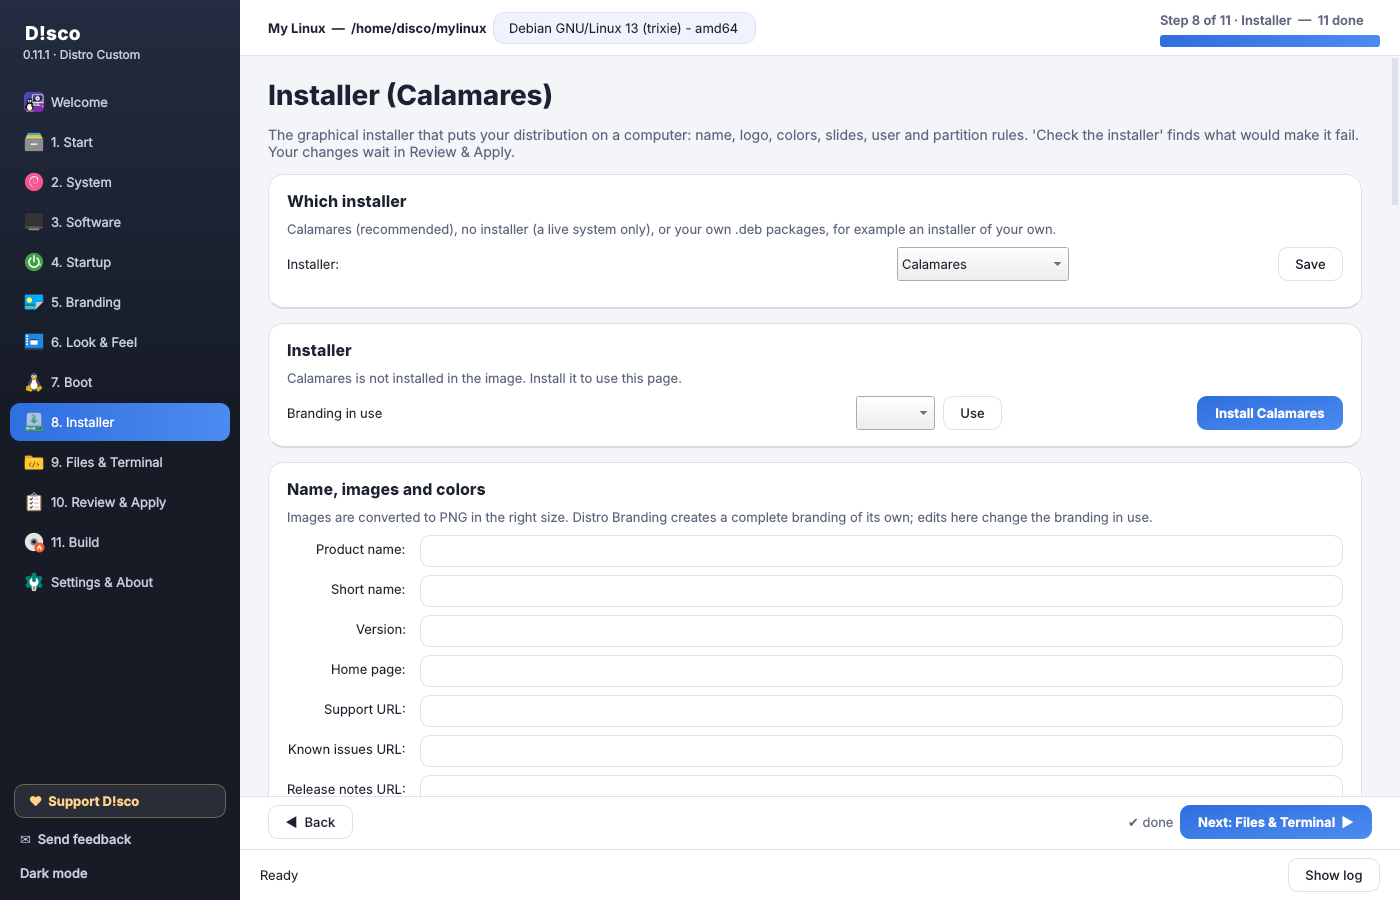 D!sco
0.11.1 · Distro Custom
Welcome
1. Start
2. System
3. Software
4. Startup
5. Branding
6. Look & Feel
7. Boot
8. Installer
9. Files & Terminal
10. Review & Apply
11. Build
Settings & About
Support D!sco
Send feedback
Dark mode
My Linux — /home/disco/mylinux
Debian GNU/Linux 13 (trixie) - amd64
Step 8 of 11 · Installer — 11 done
Installer (Calamares)
The graphical installer that puts your distribution on a computer: name, logo, colors, slides, user and partition rules. 'Check the installer' finds what would make it fail.
Your changes wait in Review & Apply.
Which installer
Calamares (recommended), no installer (a live system only), or your own .deb packages, for example an installer of your own.
Installer:
Calamares
Save
Installer
Calamares is not installed in the image. Install it to use this page.
Branding in use
Use
Install Calamares
Name, images and colors
Images are converted to PNG in the right size. Distro Branding creates a complete branding of its own; edits here change the branding in use.
Product name:
Short name:
Version:
Home page:
Support URL:
Known issues URL:
Release notes URL:
◀ Back
✔ done
Next: Files & Terminal ▶
Ready
Show log